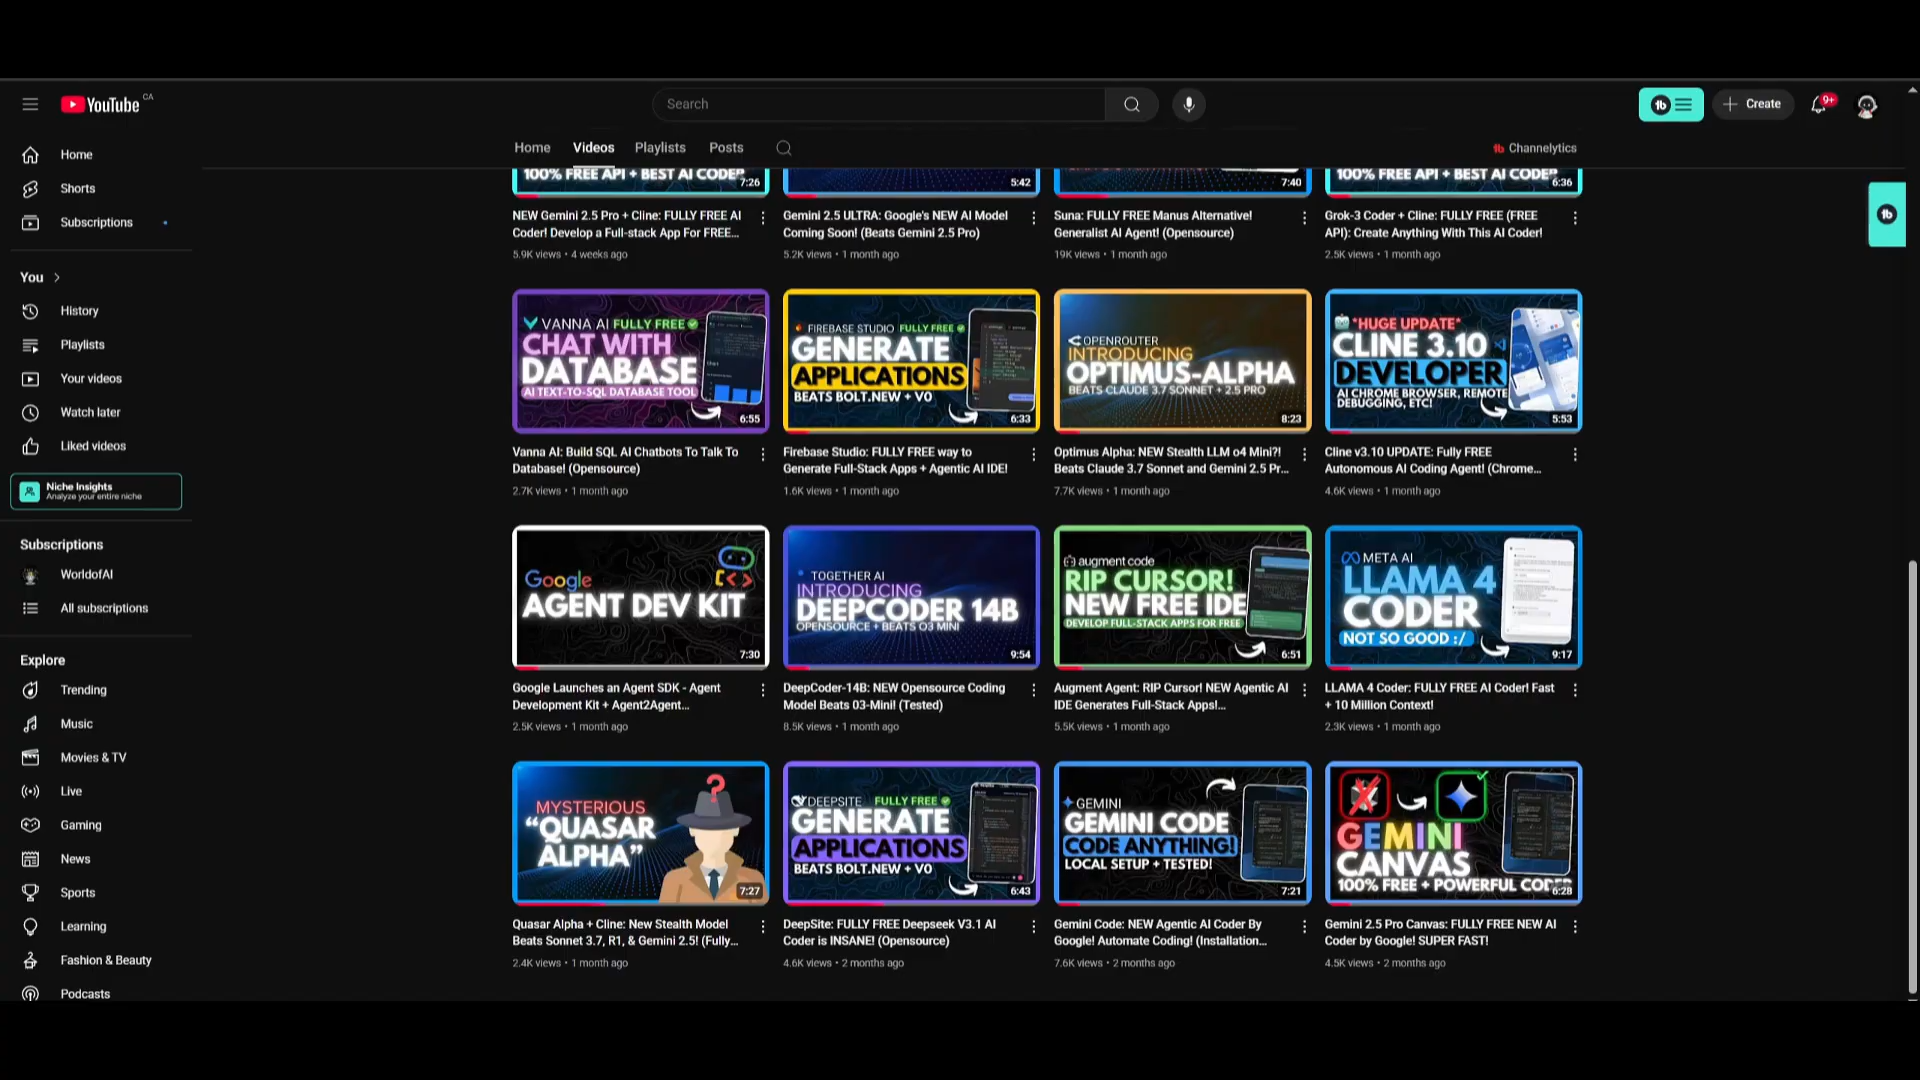 YouTube CA
Search
Create
9+
Home
Shorts
Subscriptions
You
History
Playlists
Your videos
Watch later
Liked videos
Niche Insights
Analyze your entire niche
Subscriptions
WorldofAI
All subscriptions
Explore
Trending
Music
Movies & TV
Live
Gaming
News
Sports
Learning
Fashion & Beauty
Podcasts
Home Videos Playlists Posts
Channelytics
100% FREE API + BEST AI CODER
7:26
NEW Gemini 2.5 Pro + Cline: FULLY FREE AI
Coder! Develop a Full-stack App For FREE...
5.9K views • 4 weeks ago
5:42
Gemini 2.5 ULTRA: Google's NEW AI Model
Coming Soon! (Beats Gemini 2.5 Pro)
5.2K views • 1 month ago
7:40
Suna: FULLY FREE Manus Alternative!
Generalist AI Agent! (Opensource)
19K views • 1 month ago
100% FREE API + BEST AI CODER
6:36
Grok-3 Coder + Cline: FULLY FREE (FREE
API): Create Anything With This AI Coder!
2.5K views • 1 month ago
VANNA AI FULLY FREE
CHAT WITH
DATABASE
AI TEXT-TO-SQL DATABASE TOOL
6:55
Vanna AI: Build SQL AI Chatbots To Talk To
Database! (Opensource)
2.7K views • 1 month ago
FIREBASE STUDIO FULLY FREE
GENERATE
APPLICATIONS
BEATS BOLT.NEW + V0
6:33
Firebase Studio: FULLY FREE way to
Generate Full-Stack Apps + Agentic AI IDE!
1.6K views • 1 month ago
OPENROUTER
INTRODUCING
OPTIMUS-ALPHA
BEATS CLAUDE 3.7 SONNET + 2.5 PRO
8:23
Optimus Alpha: NEW Stealth LLM o4 Mini?!
Beats Claude 3.7 Sonnet and Gemini 2.5 Pr...
7.7K views • 1 month ago
*HUGE UPDATE*
CLINE 3.10
DEVELOPER
AI CHROME BROWSER, REMOTE
DEBUGGING, ETC!
5:53
Cline v3.10 UPDATE: Fully FREE
Autonomous AI Coding Agent! (Chrome...
4.6K views • 1 month ago
Google
AGENT DEV KIT
7:30
Google Launches an Agent SDK - Agent
Development Kit + Agent2Agent...
2.5K views • 1 month ago
TOGETHER AI
INTRODUCING
DEEPCODER 14B
OPENSOURCE + BEATS O3 MINI
9:54
DeepCoder-14B: NEW Opensource Coding
Model Beats 03-Mini! (Tested)
8.5K views • 1 month ago
augment code
RIP CURSOR!
NEW FREE IDE
DEVELOP FULL-STACK APPS FOR FREE
6:51
Augment Agent: RIP Cursor! NEW Agentic AI
IDE Generates Full-Stack Apps!...
5.5K views • 1 month ago
META AI
LLAMA 4
CODER
NOT SO GOOD :/
9:17
LLAMA 4 Coder: FULLY FREE AI Coder! Fast
+ 10 Million Context!
2.3K views • 1 month ago
MYSTERIOUS
“QUASAR
ALPHA”
7:27
Quasar Alpha + Cline: New Stealth Model
Beats Sonnet 3.7, R1, & Gemini 2.5! (Fully...
2.4K views • 1 month ago
DEEPSITE FULLY FREE
GENERATE
APPLICATIONS
BEATS BOLT.NEW + V0
6:43
DeepSite: FULLY FREE Deepseek V3.1 AI
Coder is INSANE! (Opensource)
4.6K views • 2 months ago
GEMINI
GEMINI CODE
CODE ANYTHING!
LOCAL SETUP + TESTED!
7:21
Gemini Code: NEW Agentic AI Coder By
Google! Automate Coding! (Installation...
7.6K views • 2 months ago
GEMINI
CANVAS
100% FREE + POWERFUL CODER
6:28
Gemini 2.5 Pro Canvas: FULLY FREE NEW AI
Coder by Google! SUPER FAST!
4.5K views • 2 months ago